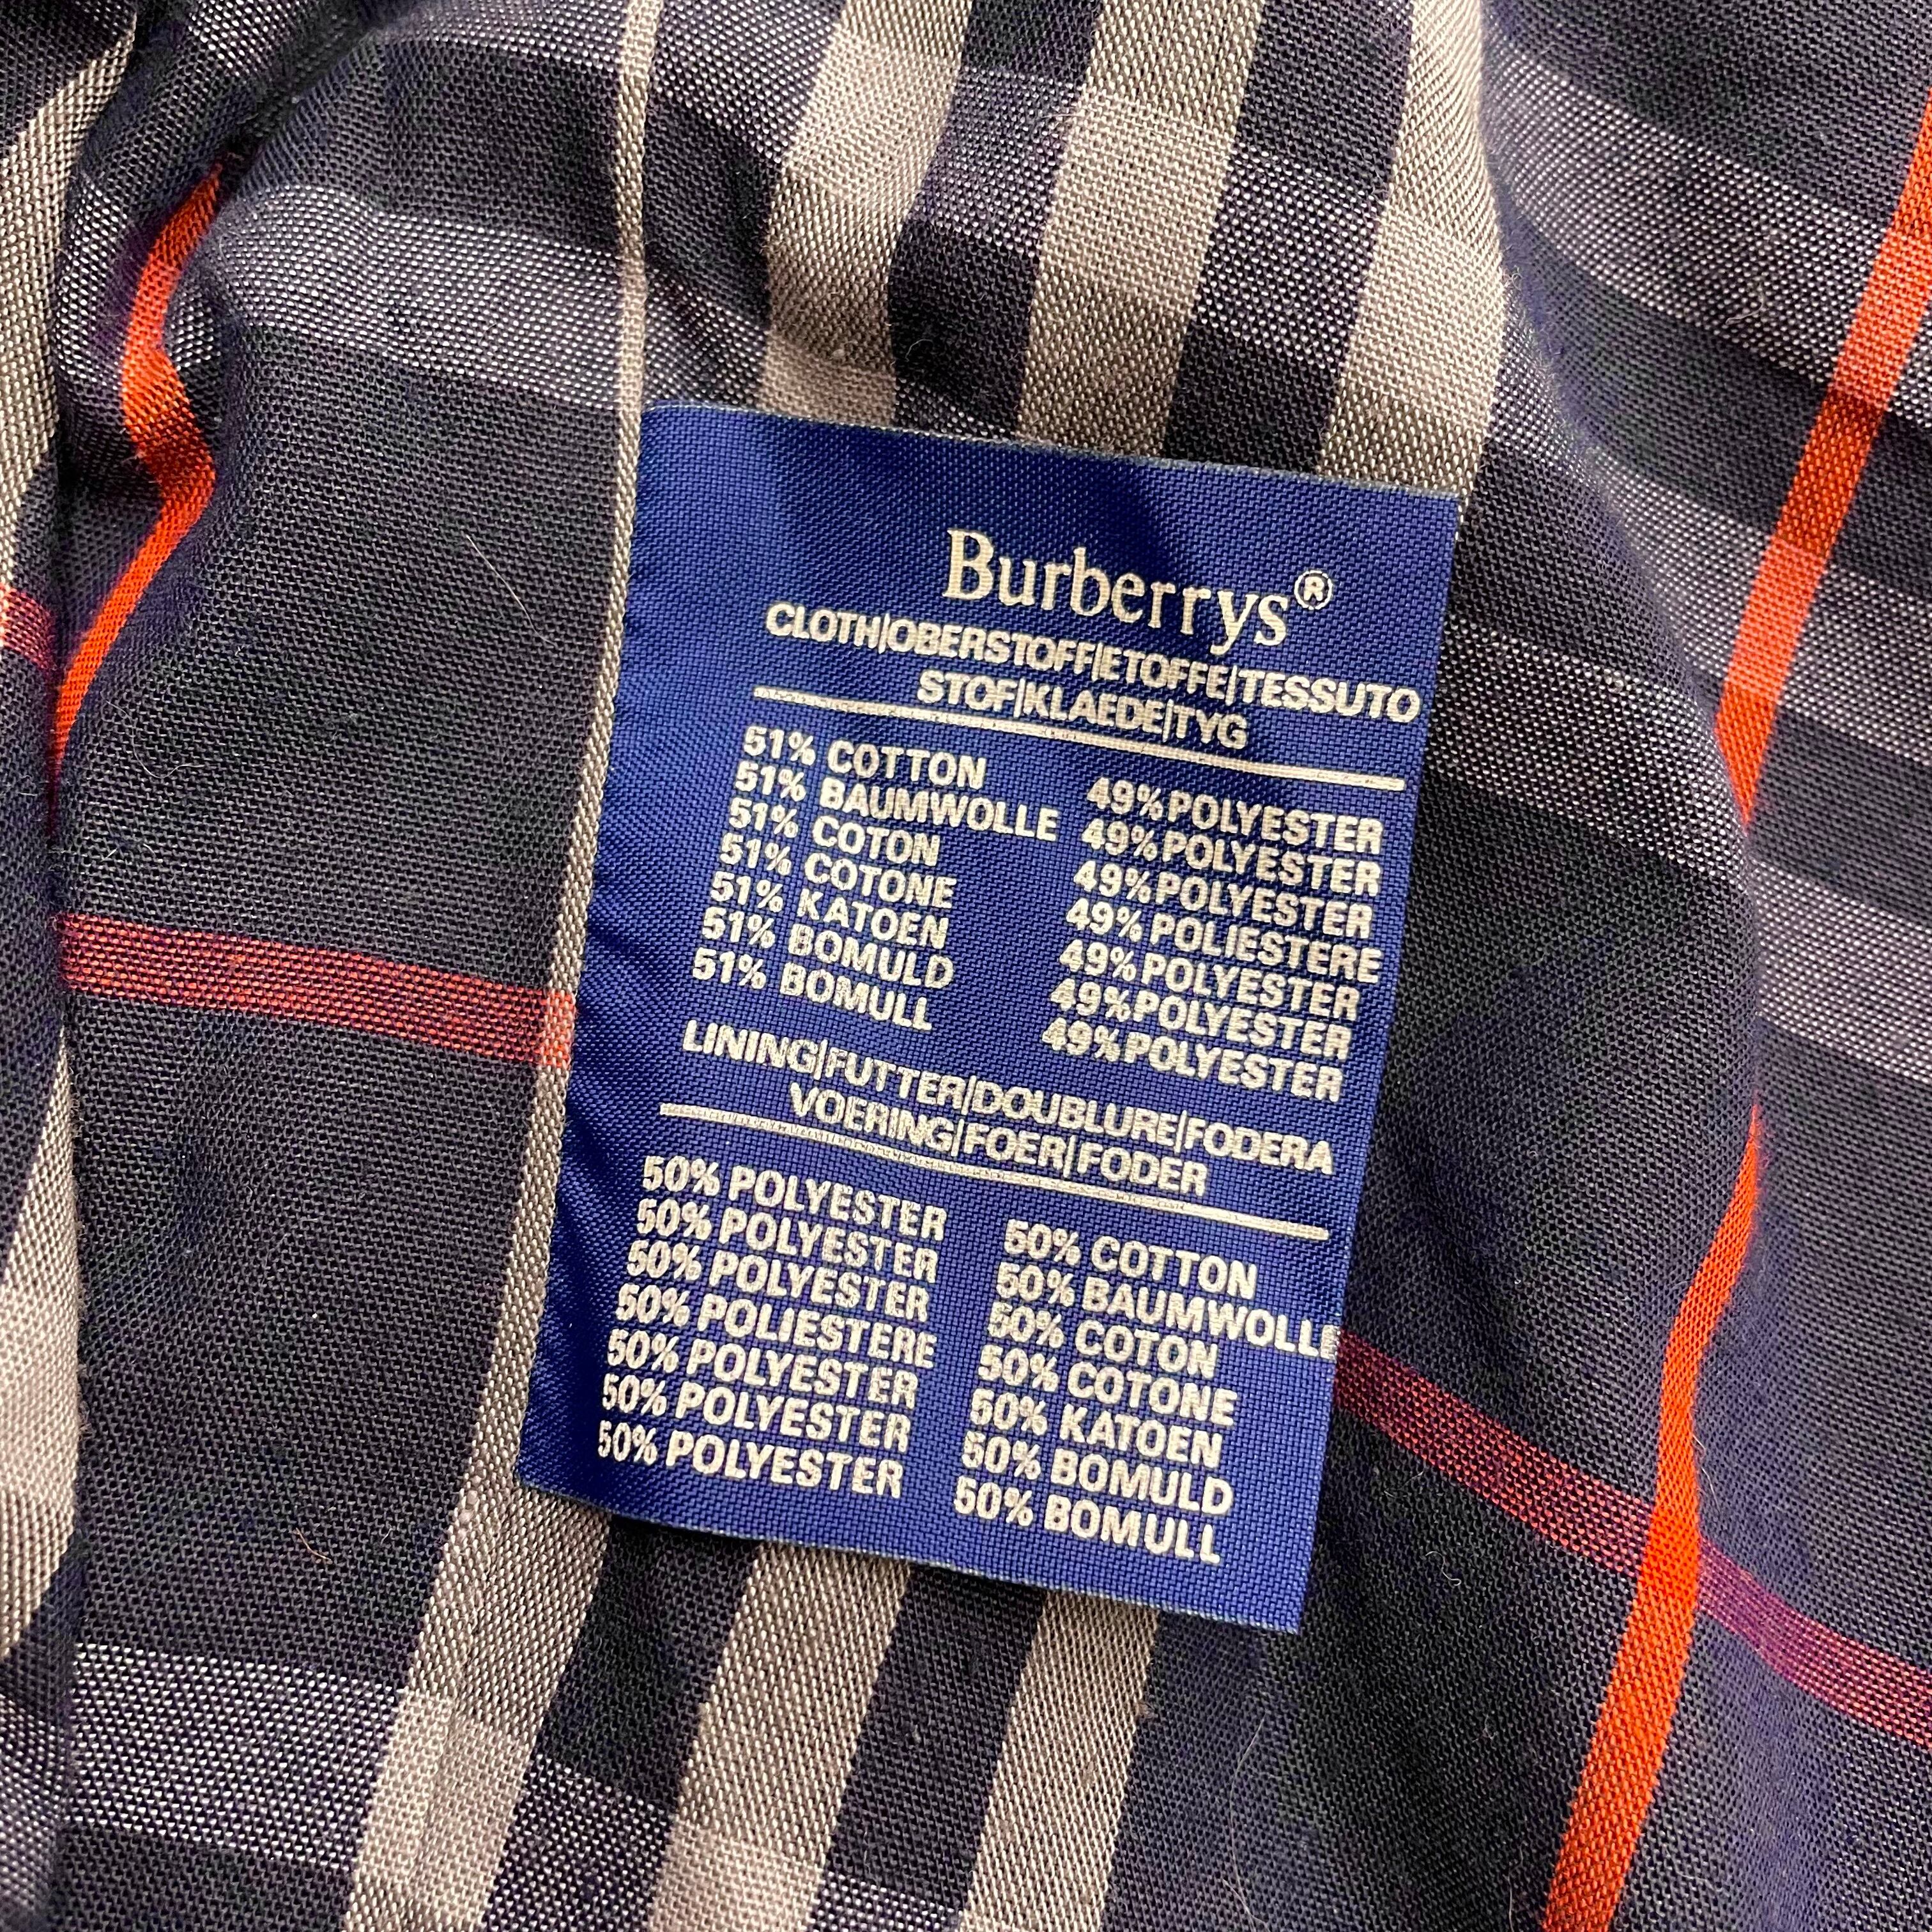 Burberrys®
CLOTH|OBERSTOFF|ETOFFE|TESSUTO
STOF|KLAEDE|TYG
51% COTTON 49%POLYESTER
51% BAUMWOLLE 49%POLYESTER
51% COTON 49%POLYESTER
51% COTONE 49% POLIESTERE
51% KATOEN 49%POLYESTER
51% BOMULD 49%POLYESTER
51% BOMULL 49%POLYESTER
LINING|FUTTER|DOUBLURE|FODERA
VOERING|FOER|FODER
50% POLYESTER 50% COTTON
50% POLYESTER 50% BAUMWOLLE
50% POLYESTER 50% COTON
50% POLIESTERE 50% COTONE
50% POLYESTER 50% KATOEN
50% POLYESTER 50% BOMULD
50% POLYESTER 50% BOMULL